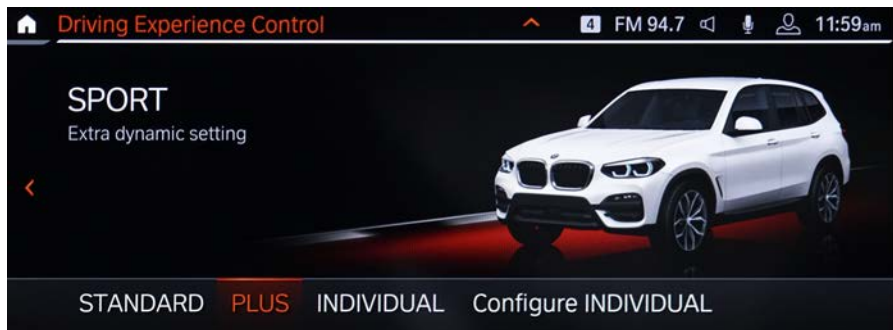 Driving Experience Control 4 FM 94.7 11:59am
SPORT
Extra dynamic setting
STANDARD PLUS INDIVIDUAL Configure INDIVIDUAL